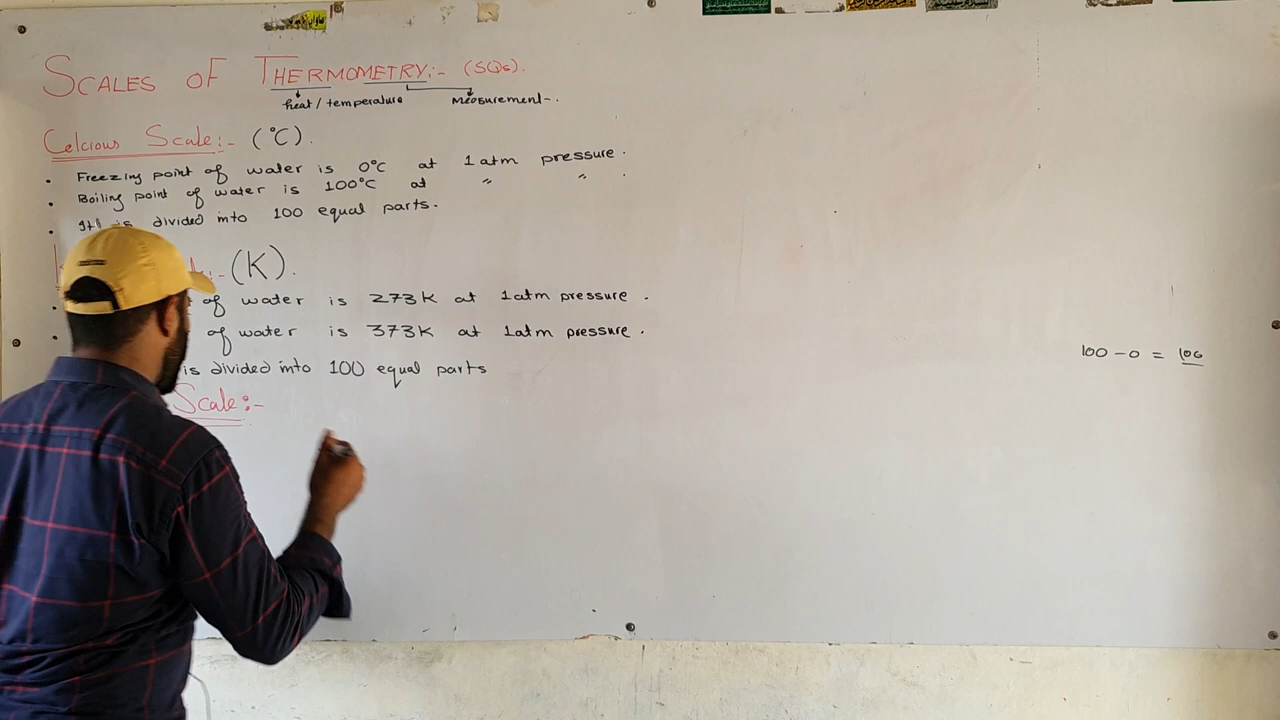 SCALES OF THERMOMETRY:- (SQs).
heat / temperature measurement-.
Celcious Scale:- (°C).
• Freezing point of water is 0°C at 1 atm pressure.
• Boiling point of water is 100°C at " " .
• It is divided into 100 equal parts.
(K).
of water is 273K at 1atm pressure.
of water is 373K at 1atm pressure.
100 - 0 = 100
is divided into 100 equal parts
Scale:-